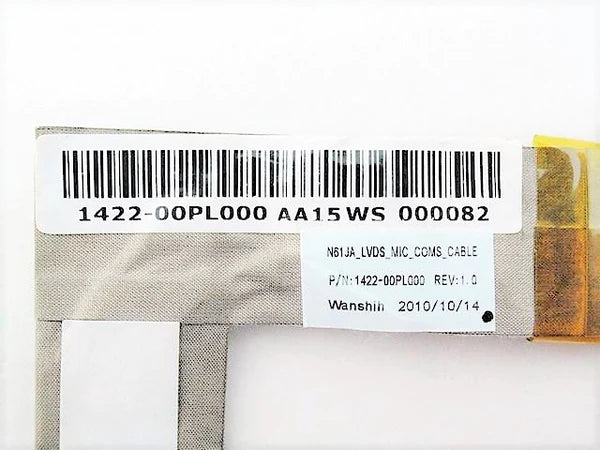 1422-00PL000 AA15WS 000082
N61JA_LVDS_MIC_COMS_CABLE
P/N:1422-00PL000 REV:1.0
Wanshih 2010/10/14